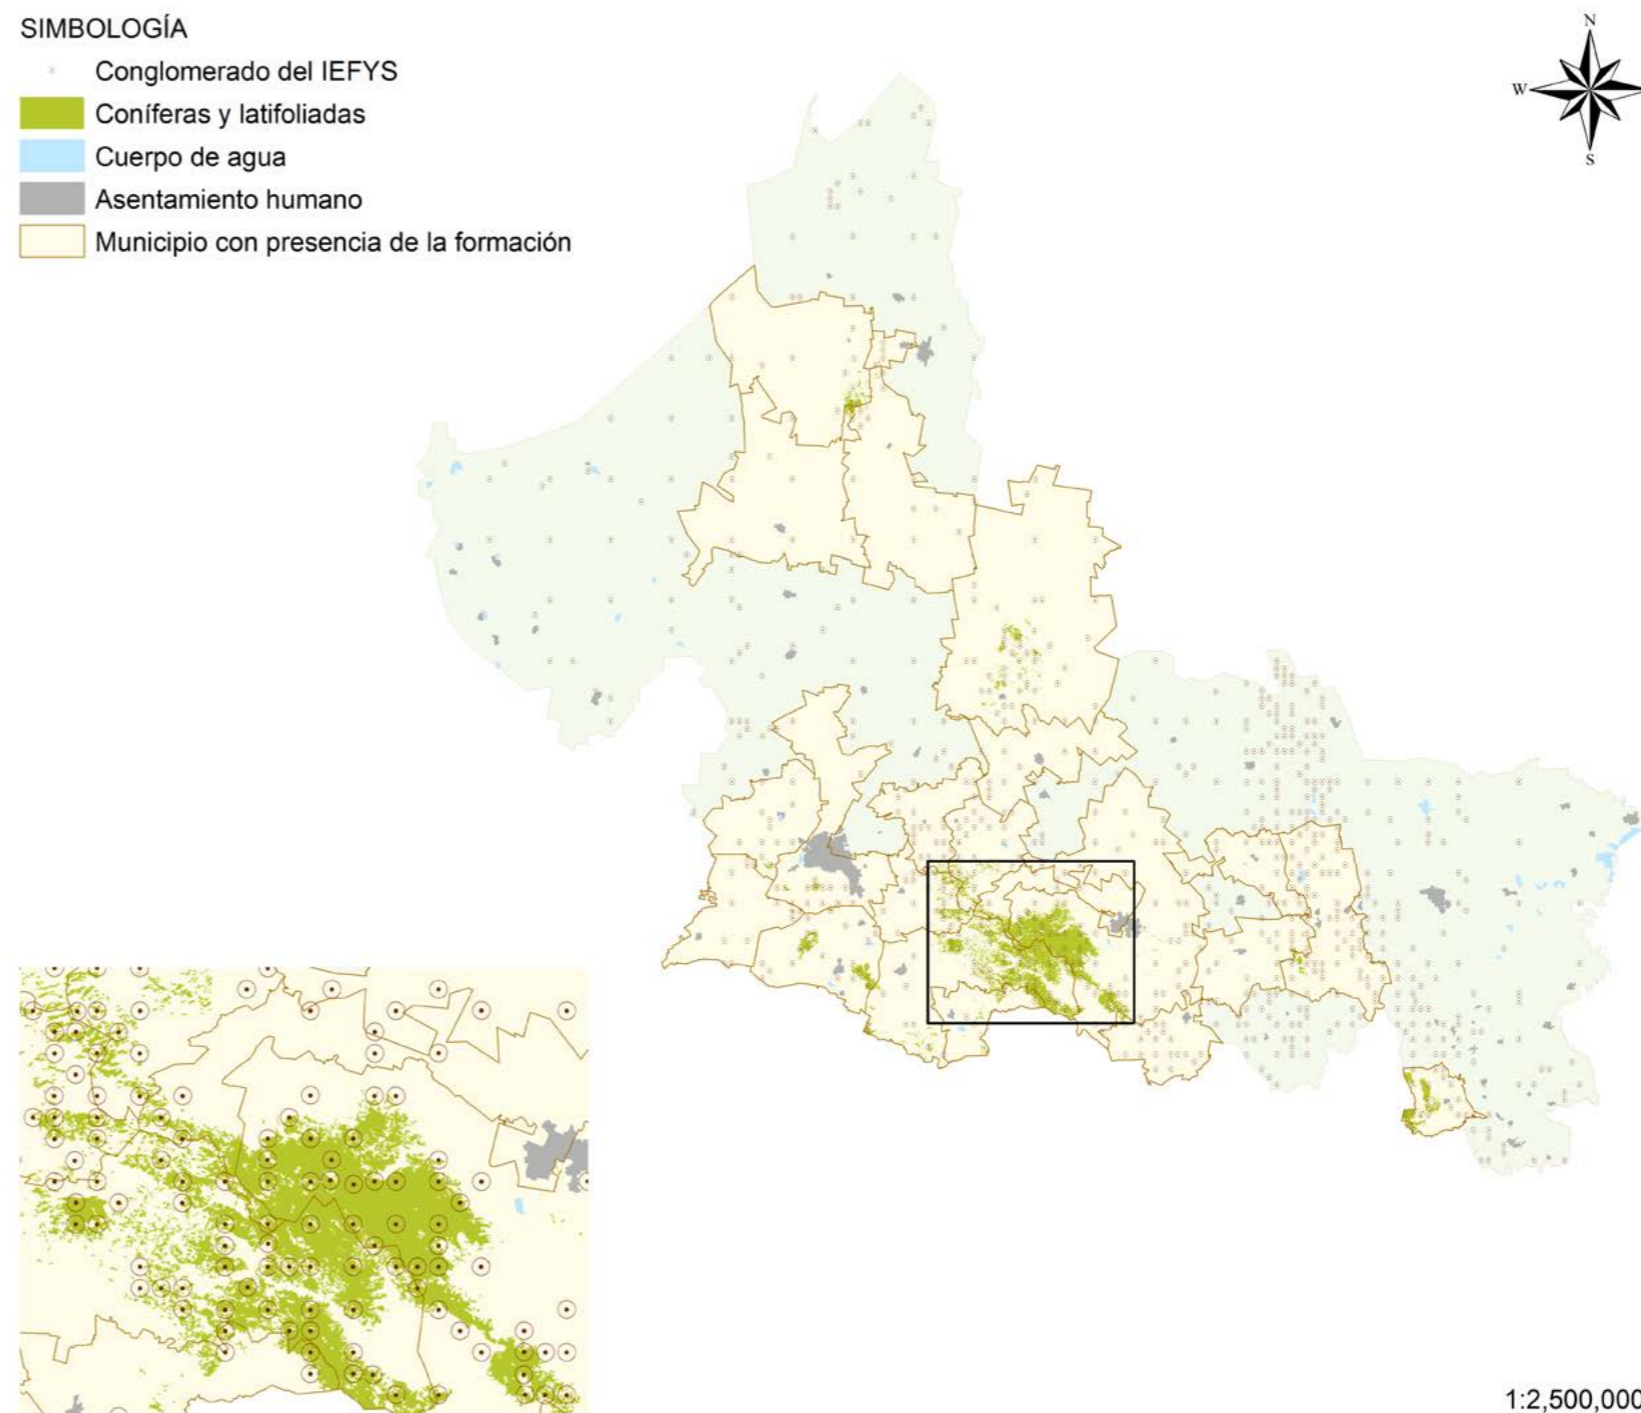 SIMBOLOGÍA
Conglomerado del IEFYS
Coníferas y latifoliadas
Cuerpo de agua
Asentamiento humano
Municipio con presencia de la formación
N
W
S
1:2,500,000